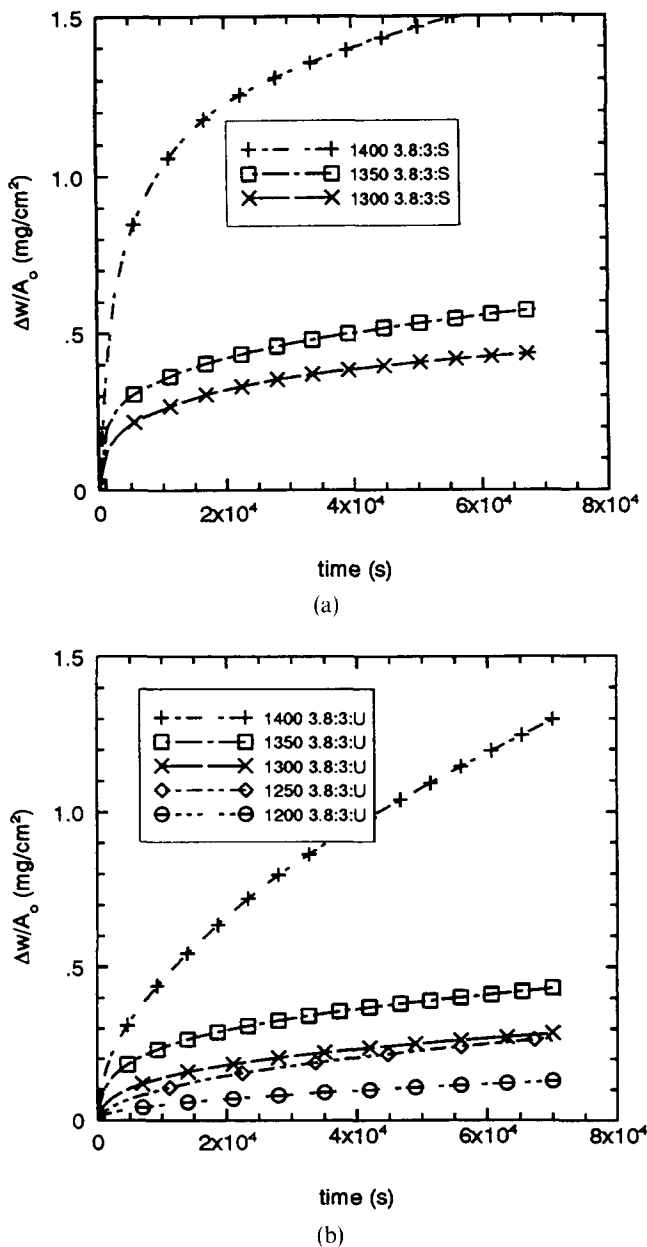 1.5
1.0
.5
0
Δw/Aₒ (mg/cm²)
1400 3.8:3:S
1350 3.8:3:S
1300 3.8:3:S
0 2x10⁴ 4x10⁴ 6x10⁴ 8x10⁴
time (s)
(a)
1.5
1.0
.5
0
Δw/Aₒ (mg/cm²)
1400 3.8:3:U
1350 3.8:3:U
1300 3.8:3:U
1250 3.8:3:U
1200 3.8:3:U
0 2x10⁴ 4x10⁴ 6x10⁴ 8x10⁴
time (s)
(b)